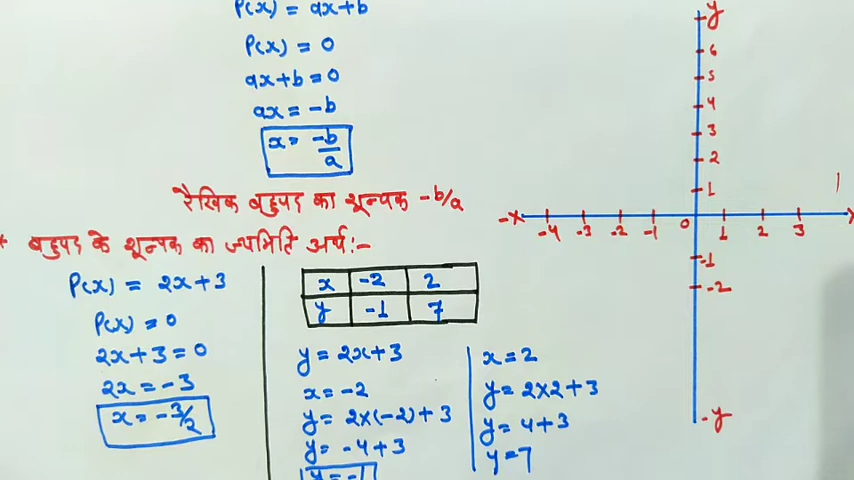 P(x) = ax+b
P(x) = 0
ax+b = 0
ax = -b
x = -b/a
रैखिक बहुपद का शून्यक -b/a
* बहुपद के शून्यक का ज्यामिति अर्थ:-
P(x) = 2x+3
P(x) = 0
2x+3 = 0
2x = -3
x = -3/2
x -2 2
y -1 7
y = 2x+3
x = -2
y = 2x(-2)+3
y = -4+3
y = -1
x = 2
y = 2x2+3
y = 4+3
y = 7
y
6
5
4
3
2
1
-x -4 -3 -2 -1 0 1 2 3
-1
-2
-y